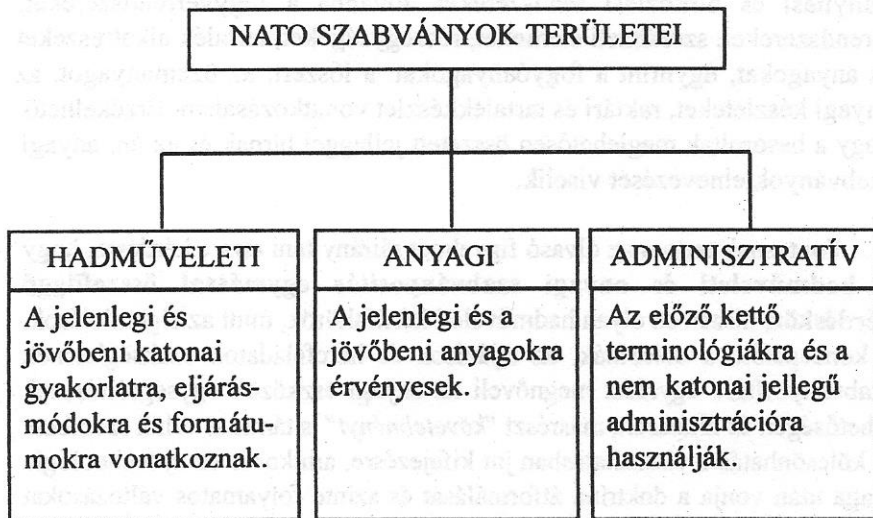 NATO SZABVÁNYOK TERÜLETEI
HADMŰVELETI
A jelenlegi és
jövőbeni katonai
gyakorlatra, eljárás-
módokra és formátu-
mokra vonatkoznak.
ANYAGI
A jelenlegi és a
jövőbeni anyagokra
érvényesek.
ADMINISTRATÍV
Az előző kettő
terminológiákra és a
nem katonai jellegű
adminisztrációra
használják.